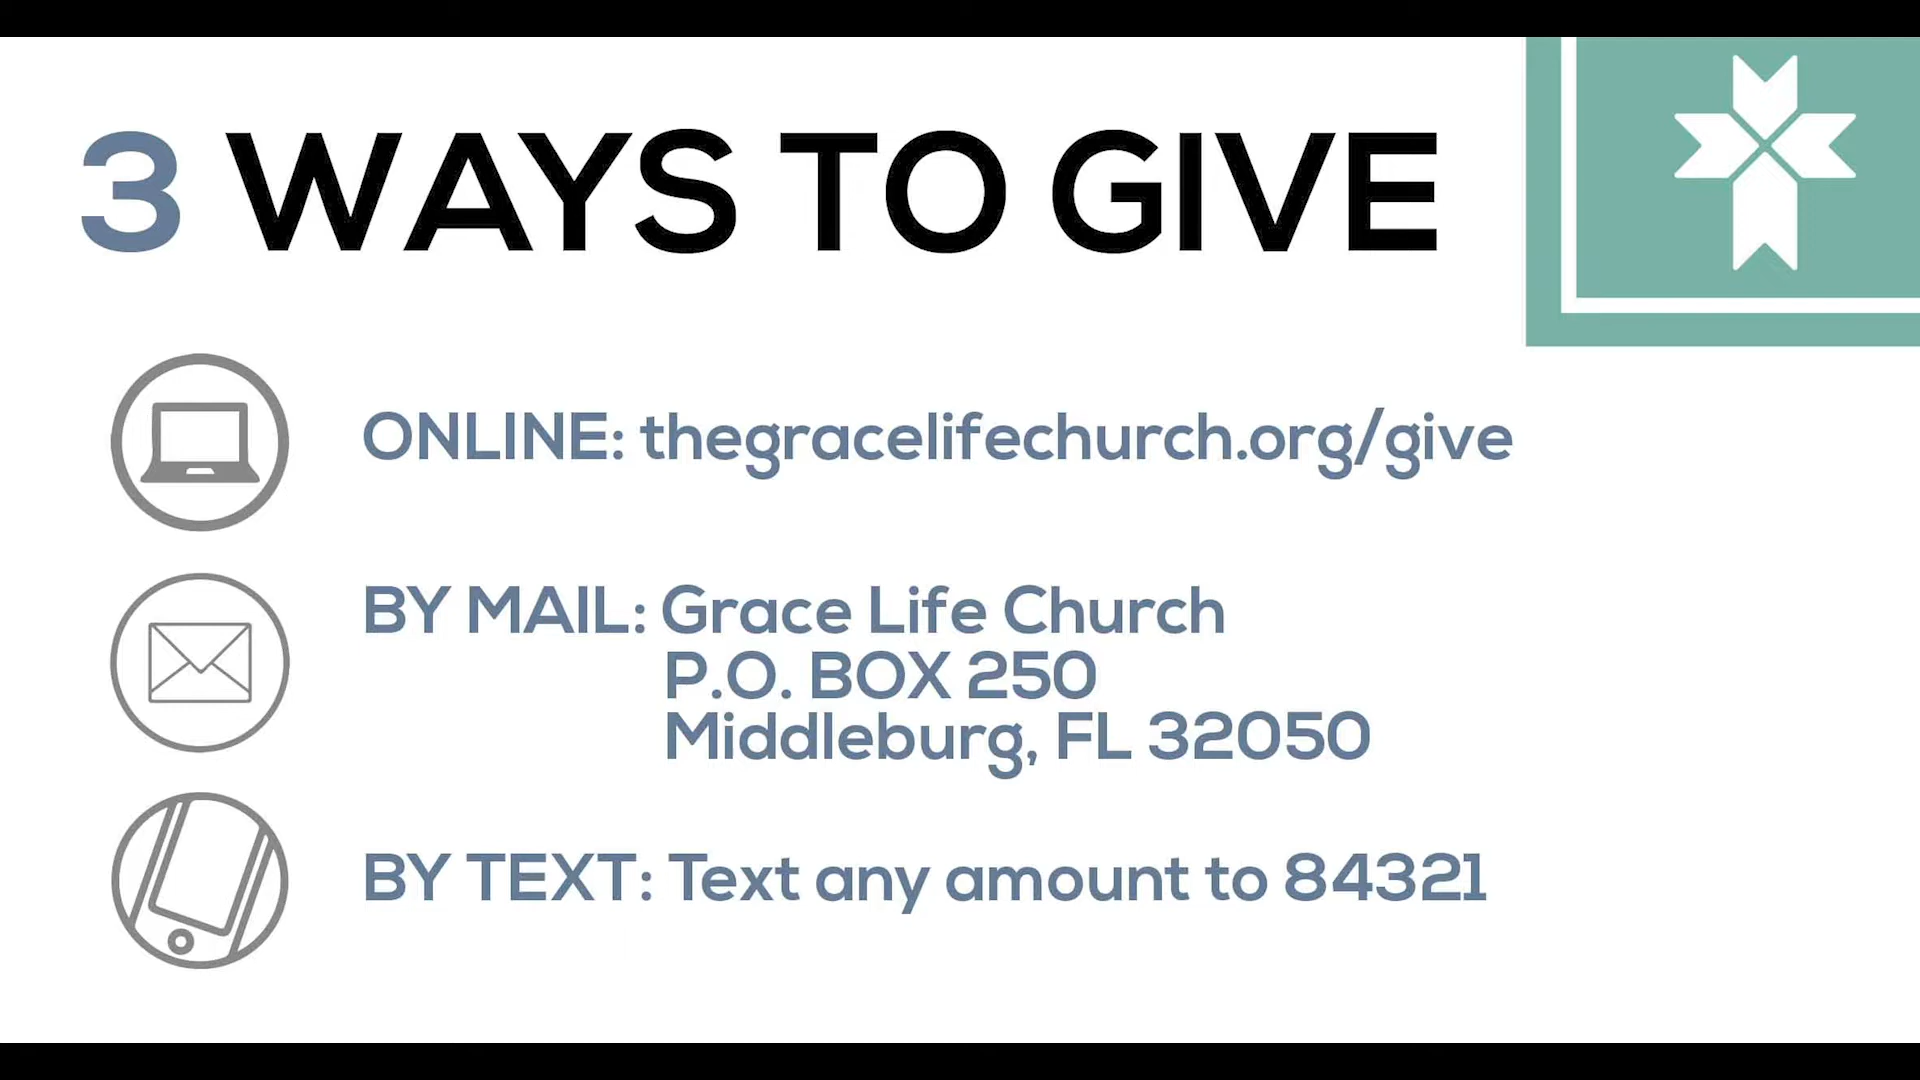 3 WAYS TO GIVE
ONLINE: thegracelifechurch.org/give
BY MAIL: Grace Life Church
P.O. BOX 250
Middleburg, FL 32050
BY TEXT: Text any amount to 84321